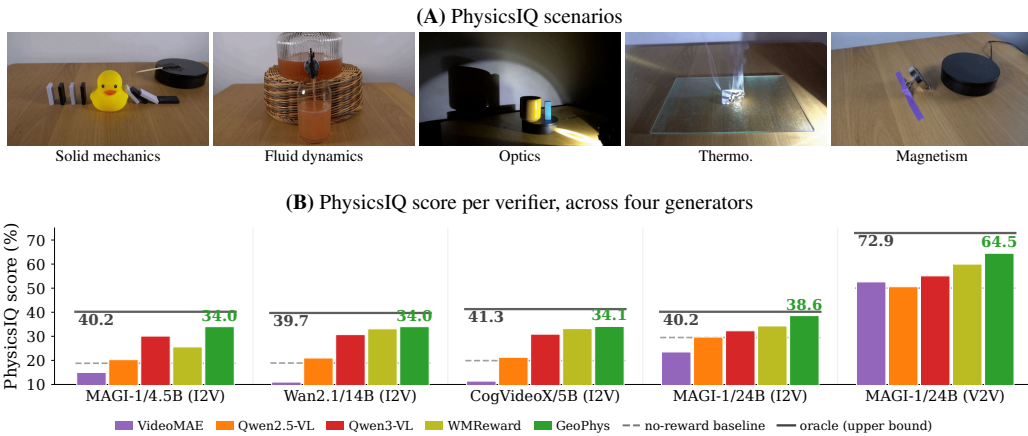 (A) PhysicsIQ scenarios
Solid mechanics
Fluid dynamics
Optics
Thermo.
Magnetism
(B) PhysicsIQ score per verifier, across four generators
PhysicsIQ score (%)
70
60
50
40
30
20
10
40.2
34.0
39.7
34.0
41.3
34.1
40.2
38.6
72.9
64.5
MAGI-1/4.5B (I2V)
Wan2.1/14B (I2V)
CogVideoX/5B (I2V)
MAGI-1/24B (I2V)
MAGI-1/24B (V2V)
VideoMAE
Qwen2.5-VL
Qwen3-VL
WMReward
GeoPhys
no-reward baseline
oracle (upper bound)